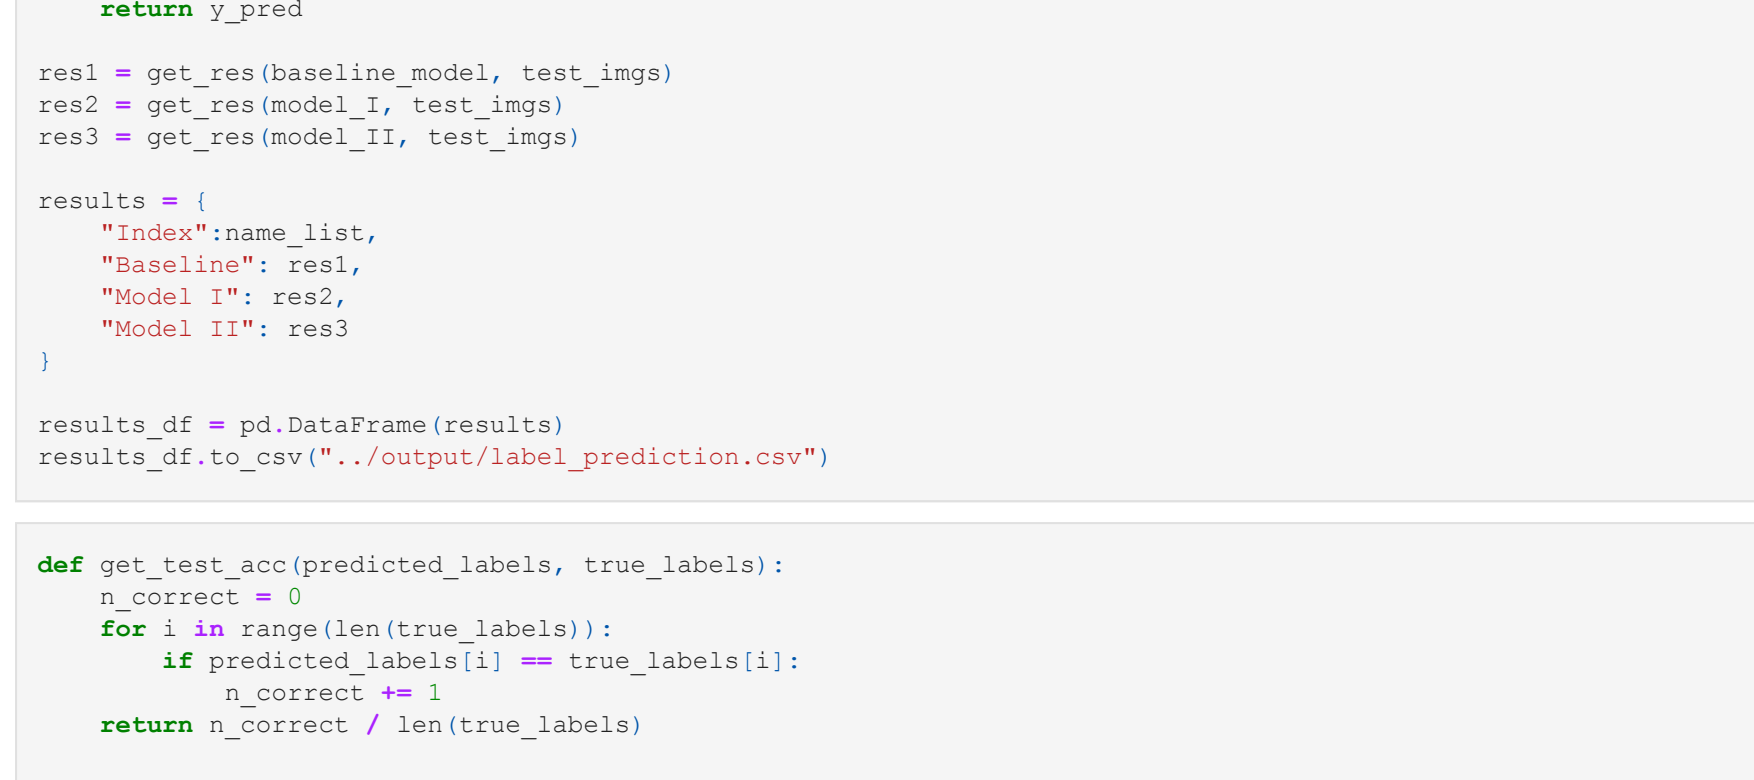 return y_pred
res1 = get_res(baseline_model, test_imgs)
res2 = get_res(model_I, test_imgs)
res3 = get_res(model_II, test_imgs)
results = {
    "Index":name_list,
    "Baseline": res1,
    "Model I": res2,
    "Model II": res3
}
results_df = pd.DataFrame(results)
results_df.to_csv("../output/label_prediction.csv")
def get_test_acc(predicted_labels, true_labels):
    n_correct = 0
    for i in range(len(true_labels)):
        if predicted_labels[i] == true_labels[i]:
            n_correct += 1
    return n_correct / len(true_labels)